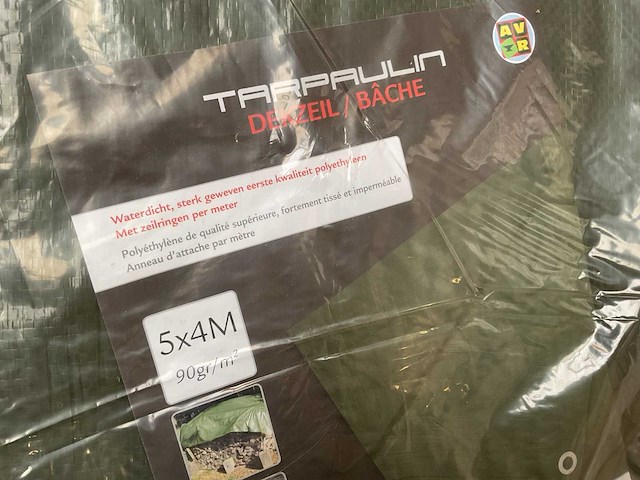 AV
R
TARPAULIN
DEKZEIL / BÂCHE
Waterdicht, sterk geweven eerste kwaliteit polyethyleen
Met zeilringen per meter
Polyéthylène de qualité supérieure, fortement tissé et imperméable
Anneau d'attache par mètre
5x4M
90gr/m²